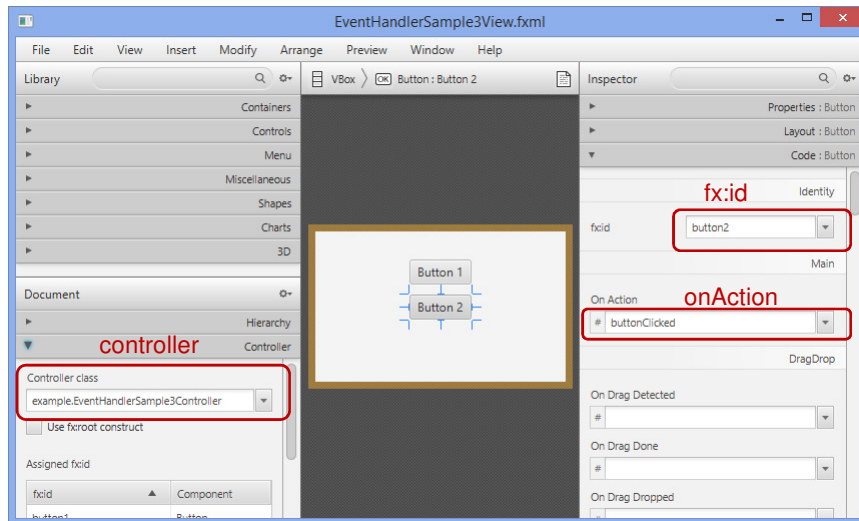 EventHandlerSample3View.fxml
File Edit View Insert Modify Arrange Preview Window Help
Library
VBox OK Button : Button 2
Inspector
Containers
Controls
Menu
Miscellaneous
Shapes
Charts
3D
Document
Hierarchy
controller
Controller
Controller class
example.EventHandlerSample3Controller
Use fx:root construct
Assigned fx:id
fx:id Component
button1 Button
Button 1
Button 2
Properties : Button
Layout : Button
Code : Button
fx:id
Identity
fx:id button2
Main
On Action
onAction
# buttonClicked
DragDrop
On Drag Detected
#
On Drag Done
#
On Drag Dropped
#